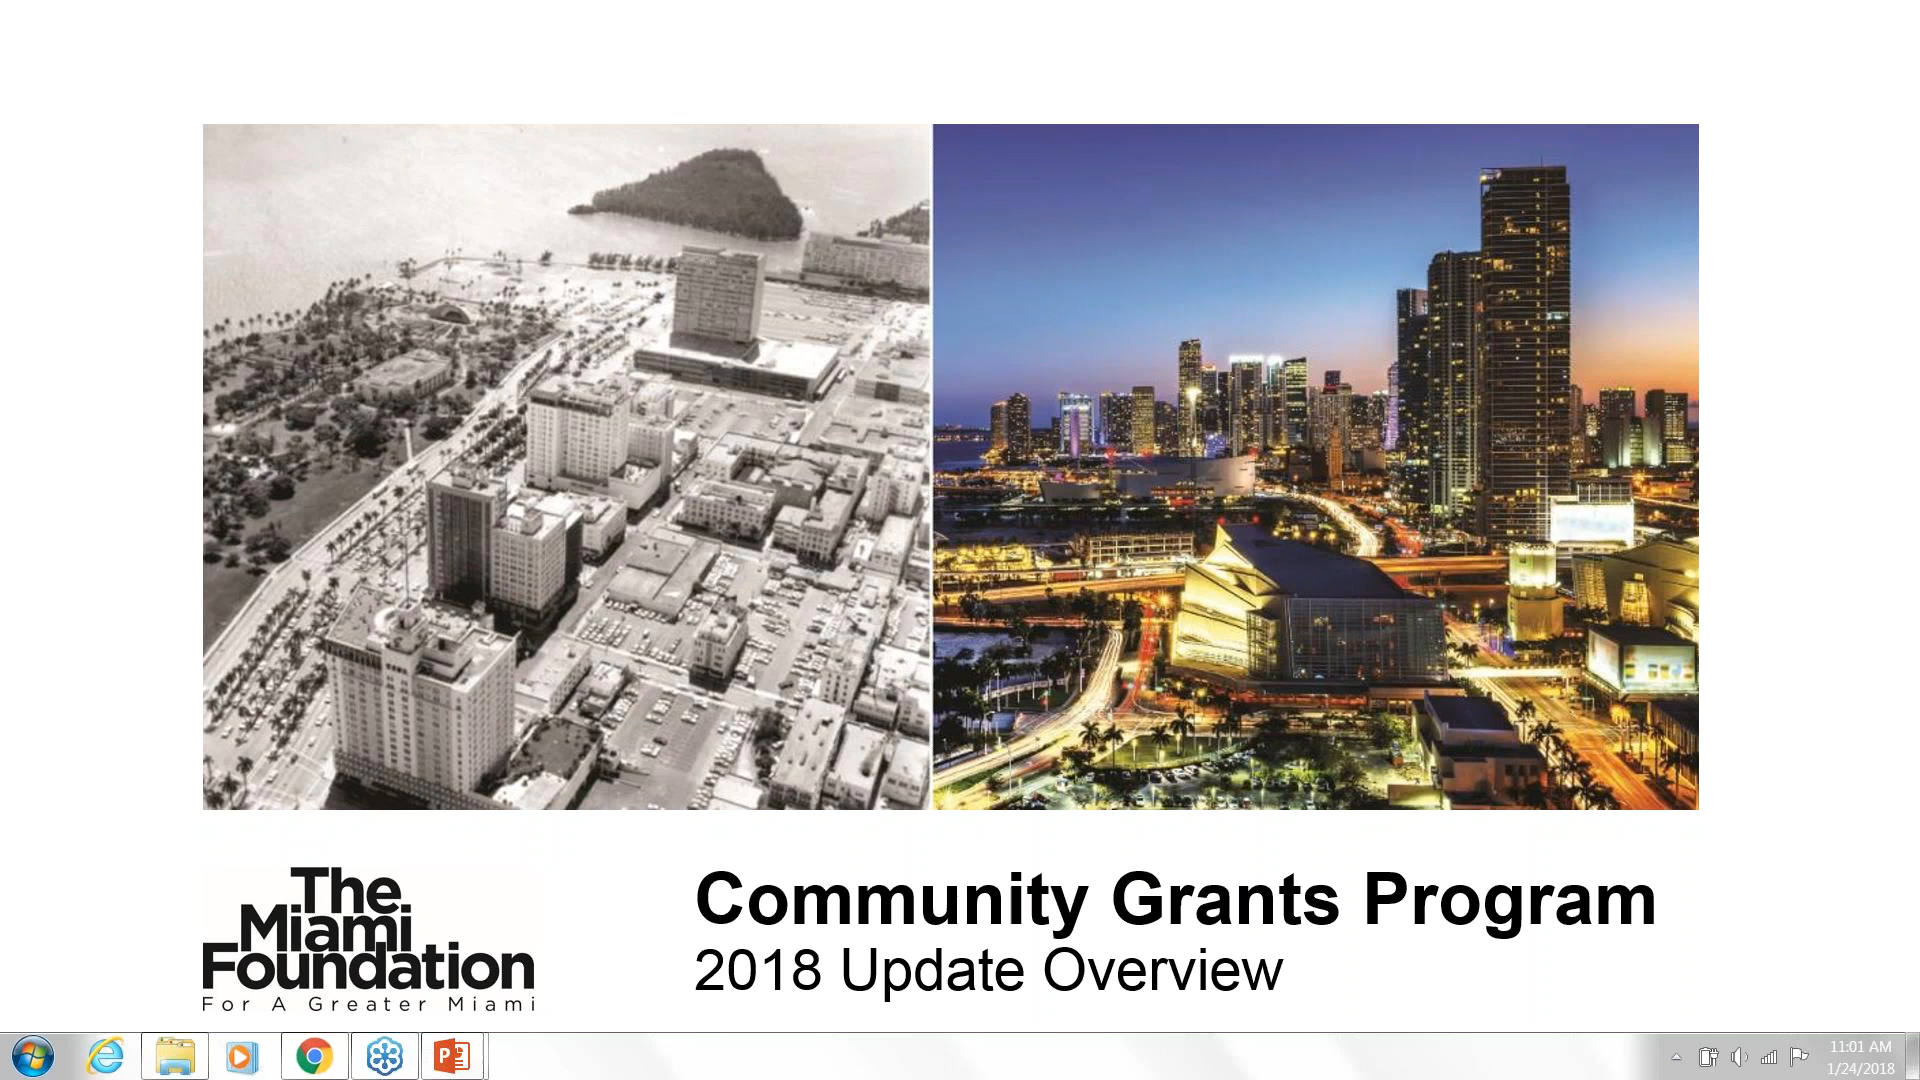 The
Miami
Foundation
For A Greater Miami
Community Grants Program
2018 Update Overview
11:01 AM
1/24/2018